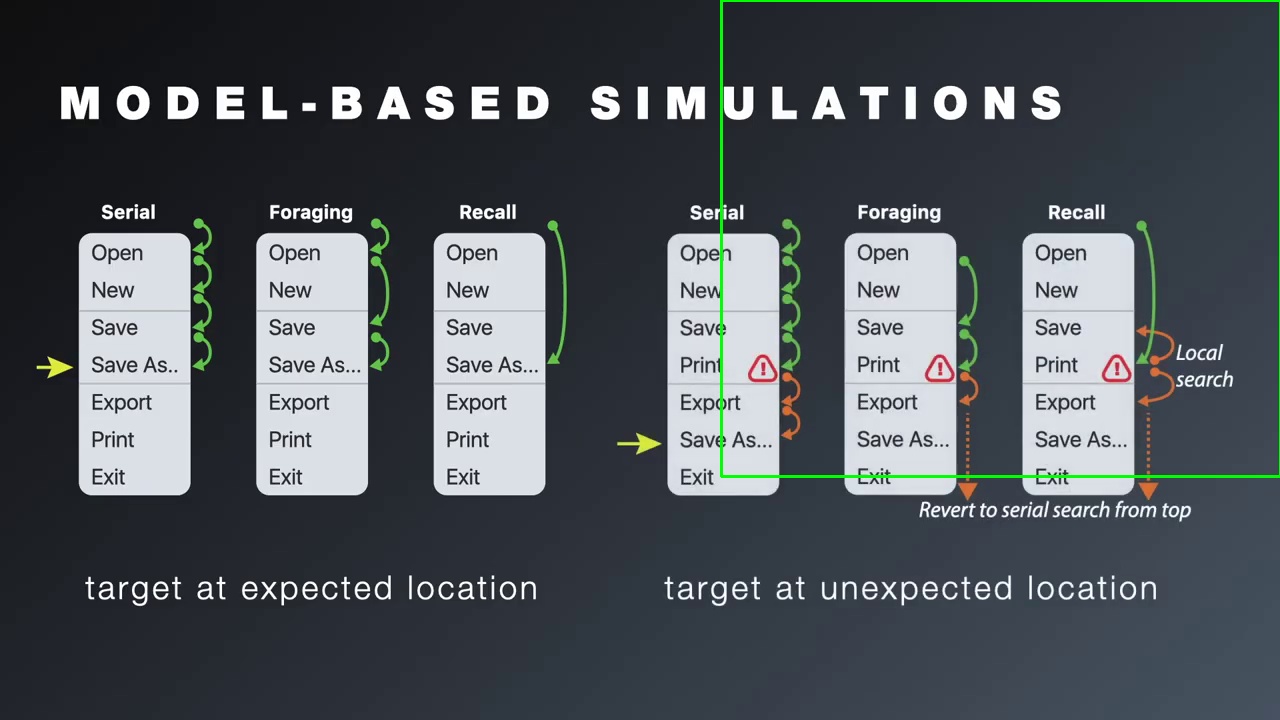 MODEL-BASED SIMULATIONS
Serial
Open
New
Save
Save As..
Export
Print
Exit
Foraging
Open
New
Save
Save As...
Export
Print
Exit
Recall
Open
New
Save
Save As...
Export
Print
Exit
target at expected location
Serial
Open
New
Save
Print
Export
Save As...
Exit
Foraging
Open
New
Save
Print
Export
Save As...
Exit
Recall
Open
New
Save
Print
Export
Save As...
Exit
Local
search
Revert to serial search from top
target at unexpected location